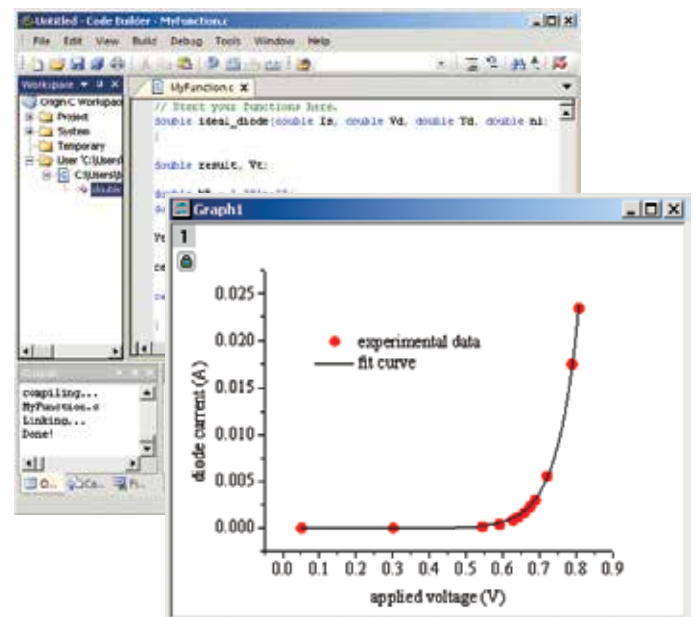 Untitled - Code Builder - MyFunction.c
File Edit View Build Debug Tools Window Help
Workspace
MyFunction.c
Origin C Workspac
Project
System
Temporary
User 'C:\Users\
C:\Users\
double
// Start your functions here.
double ideal_diode(double Is, double Vd, double Td, double n1
double result, Vt;
compiling...
MyFunction.c
Linking...
Done!
Graph1
1
0.025
0.020
0.015
0.010
0.005
0.000
diode current (A)
experimental data
fit curve
0.0 0.1 0.2 0.3 0.4 0.5 0.6 0.7 0.8 0.9
applied voltage (V)